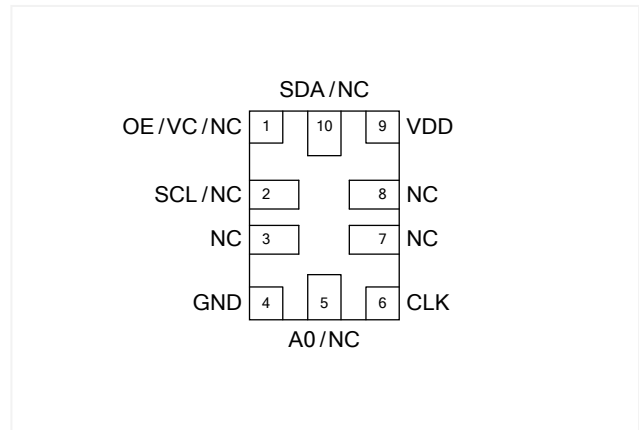 SDA/NC
OE/VC/NC 1 10 9 VDD
SCL/NC 2 8 NC
NC 3 7 NC
GND 4 5 6 CLK
A0/NC